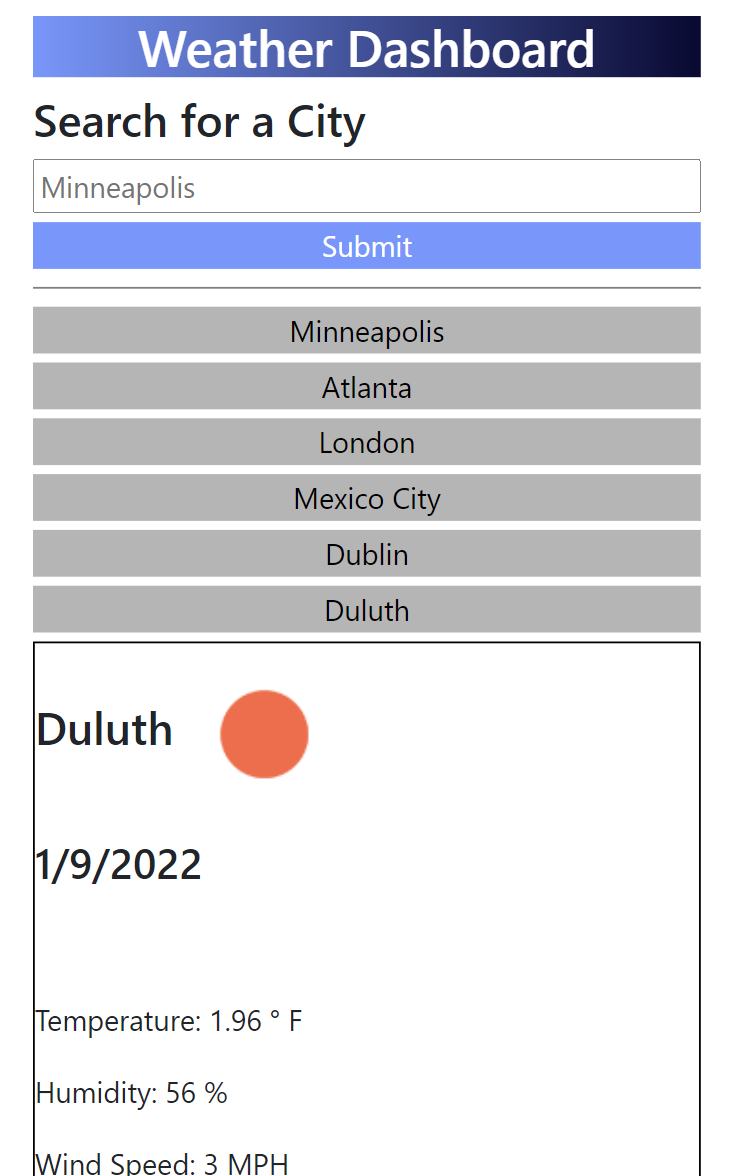 Weather Dashboard
Search for a City
Minneapolis
Submit
Minneapolis
Atlanta
London
Mexico City
Dublin
Duluth
Duluth
1/9/2022
Temperature: 1.96 ° F
Humidity: 56 %
Wind Speed: 3 MPH